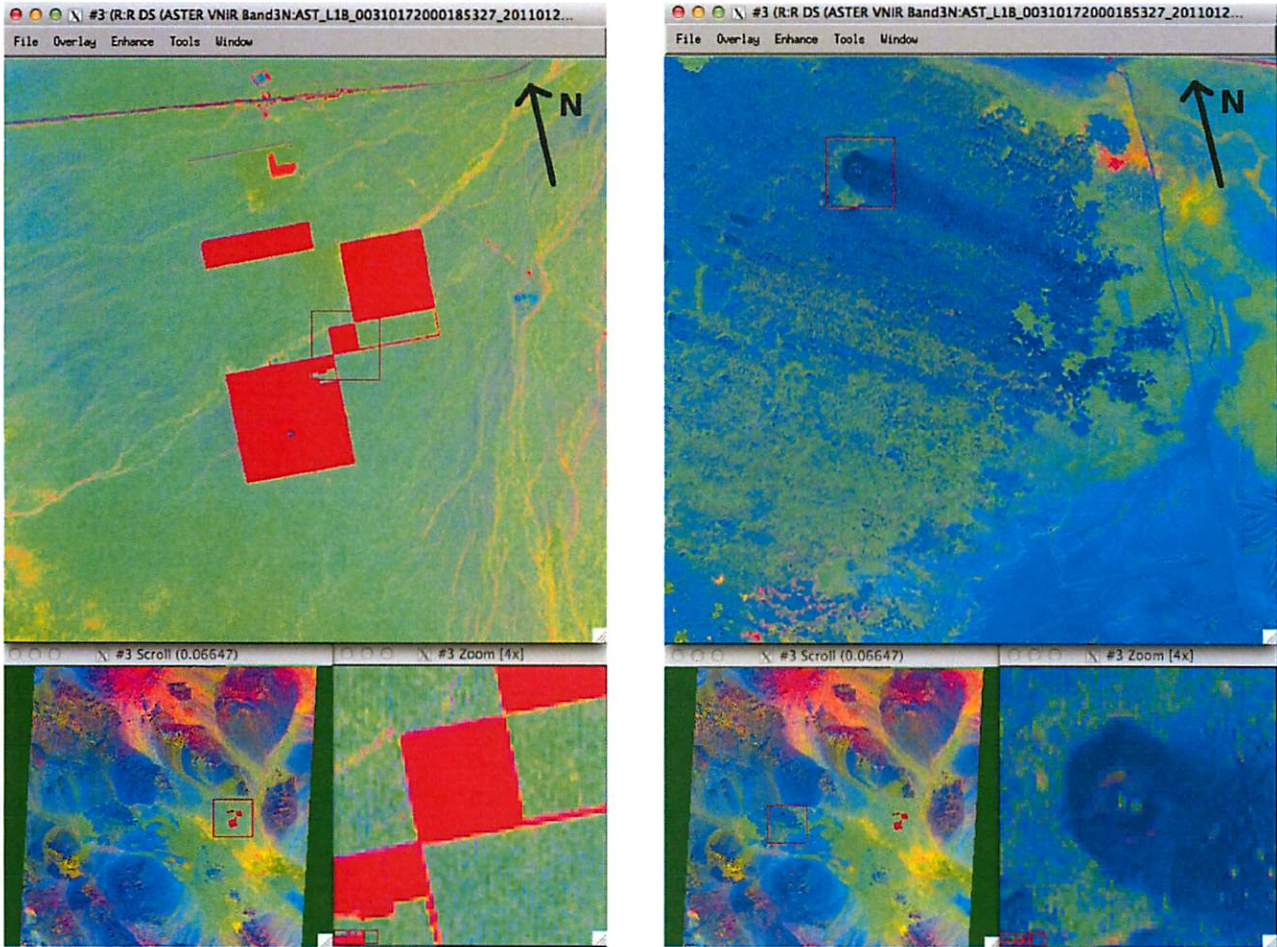 #3 (R:R DS (ASTER VNIR Band3N:AST_L1B_00310172000185327_2011012...
File Overlay Enhance Tools Window
N
#3 Scroll (0.06647)
#3 Zoom [4x]
#3 (R:R DS (ASTER VNIR Band3N:AST_L1B_00310172000185327_2011012...
File Overlay Enhance Tools Window
N
#3 Scroll (0.06647)
#3 Zoom [4x]